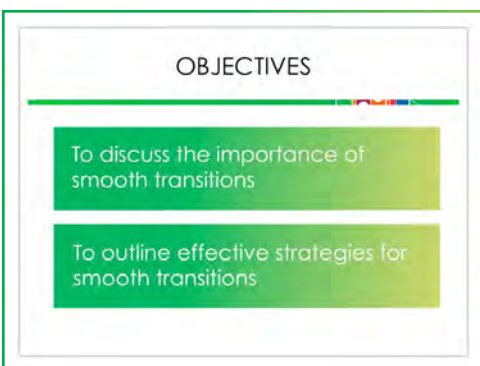 OBJECTIVES
To discuss the importance of
smooth transitions
To outline effective strategies for
smooth transitions